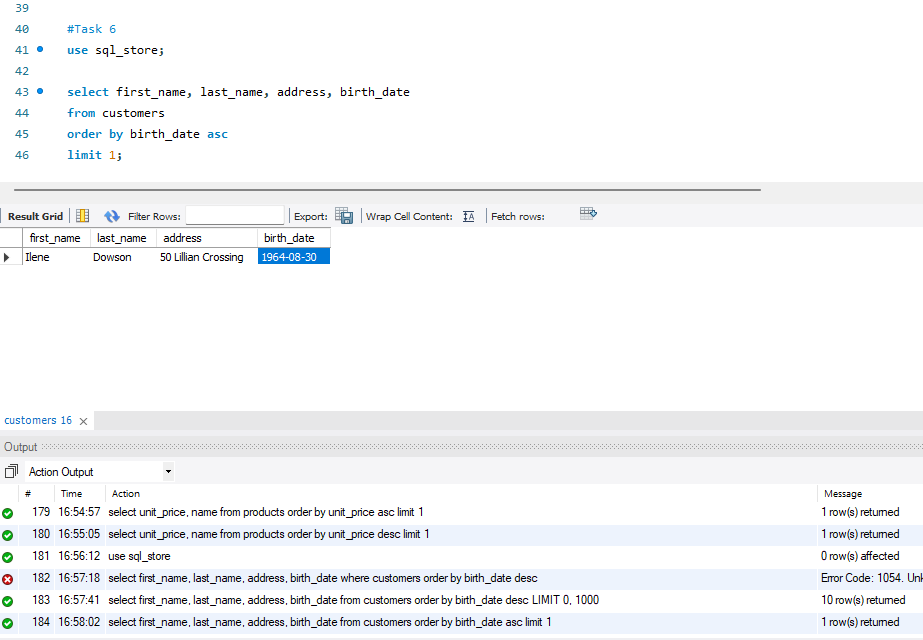 39
40 #Task 6
41 use sql_store;
42
43 select first_name, last_name, address, birth_date
44 from customers
45 order by birth_date asc
46 limit 1;
Result Grid Filter Rows: Export: Wrap Cell Content: Fetch rows:
first_name last_name address birth_date
Ilene Dowson 50 Lillian Crossing 1964-08-30
customers 16
Output
Action Output
# Time Action Message
179 16:54:57 select unit_price, name from products order by unit_price asc limit 1 1 row(s) returned
180 16:55:05 select unit_price, name from products order by unit_price desc limit 1 1 row(s) returned
181 16:56:12 use sql_store 0 row(s) affected
182 16:57:18 select first_name, last_name, address, birth_date where customers order by birth_date desc Error Code: 1054. Unk
183 16:57:41 select first_name, last_name, address, birth_date from customers order by birth_date desc LIMIT 0, 1000 10 row(s) returned
184 16:58:02 select first_name, last_name, address, birth_date from customers order by birth_date asc limit 1 1 row(s) returned